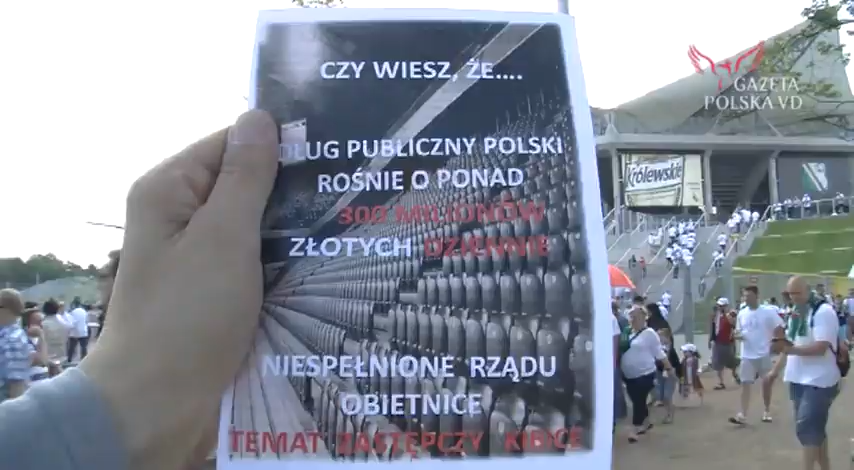 CZY WIESZ, ŻE....
DŁUG PUBLICZNY POLSKI
ROŚNIE O PONAD
300 MILIONÓW
ZŁOTYCH DZIENNIE
NIESPEŁNIONE RZĄDU
OBIETNICE
TEMAT ZASTĘPCZY KIBICE
GAZETA
POLSKA VD
Królewskie